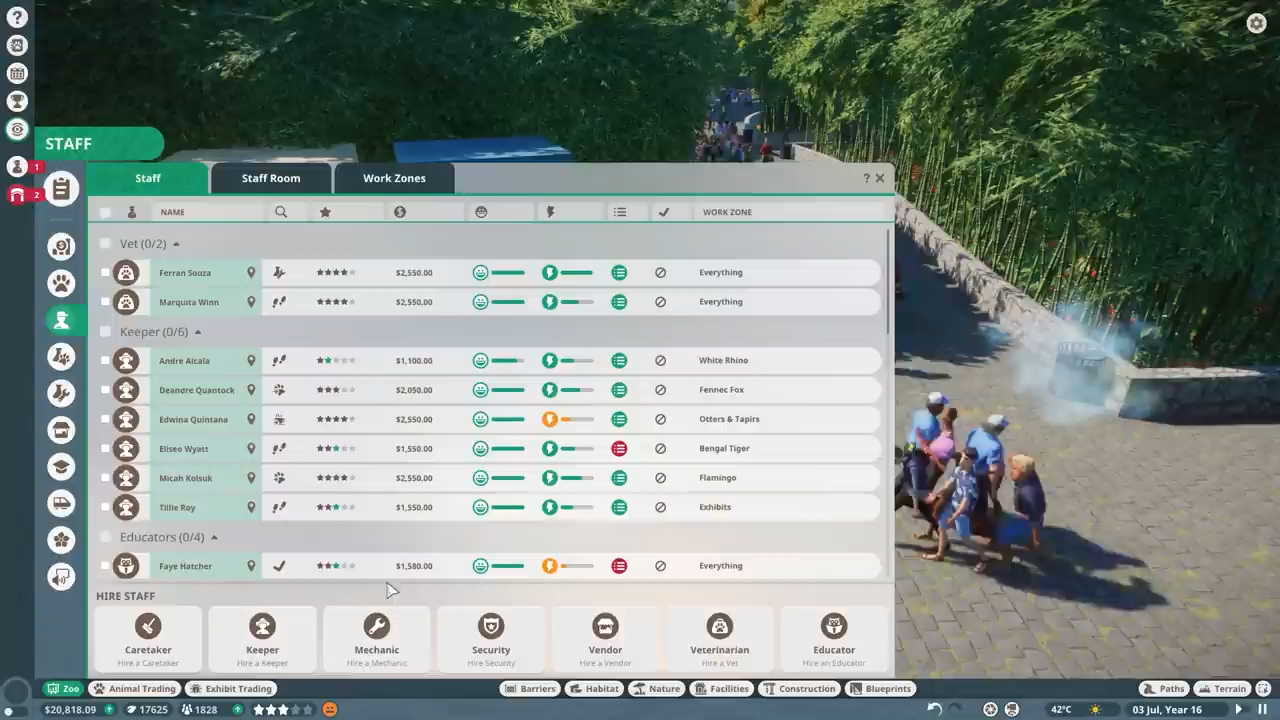 STAFF
1
2
Staff Staff Room Work Zones ?
NAME WORK ZONE
Vet (0/2)
Ferran Souza $2,550.00 Everything
Marquita Winn $2,550.00 Everything
Keeper (0/6)
Andre Alcala $1,100.00 White Rhino
Deandre Quantock $2,050.00 Fennec Fox
Edwina Quintana $2,550.00 Otters & Tapirs
Eliseo Wyatt $1,550.00 Bengal Tiger
Micah Kolsuk $2,550.00 Flamingo
Tillie Roy $1,550.00 Exhibits
Educators (0/4)
Faye Hatcher $1,580.00 Everything
HIRE STAFF
Caretaker Keeper Mechanic Security Vendor Veterinarian Educator
Hire a Caretaker Hire a Keeper Hire a Mechanic Hire Security Hire a Vendor Hire a Vet Hire an Educator
Zoo Animal Trading Exhibit Trading Barriers Habitat Nature Facilities Construction Blueprints Paths Terrain
$20,818.09 17625 1828 42°C 03 Jul, Year 16